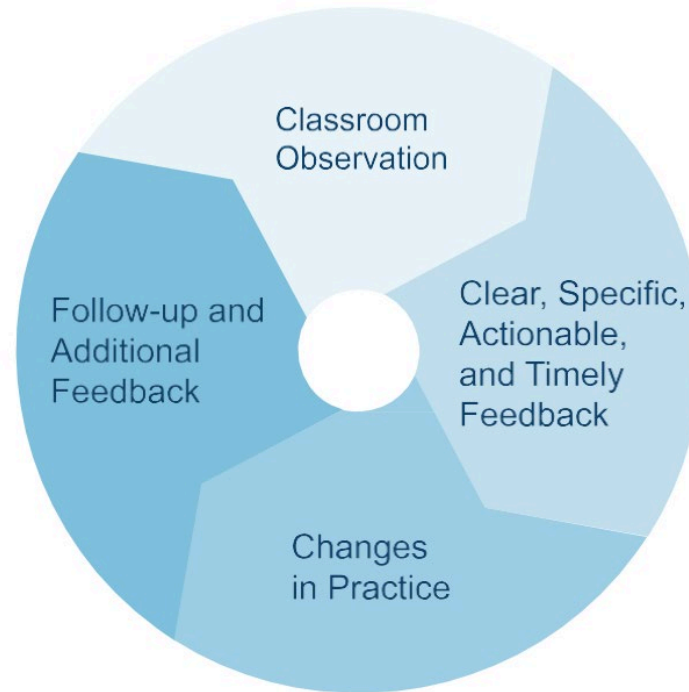 Classroom
Observation
Clear, Specific,
Actionable,
and Timely
Feedback
Changes
in Practice
Follow-up and
Additional
Feedback